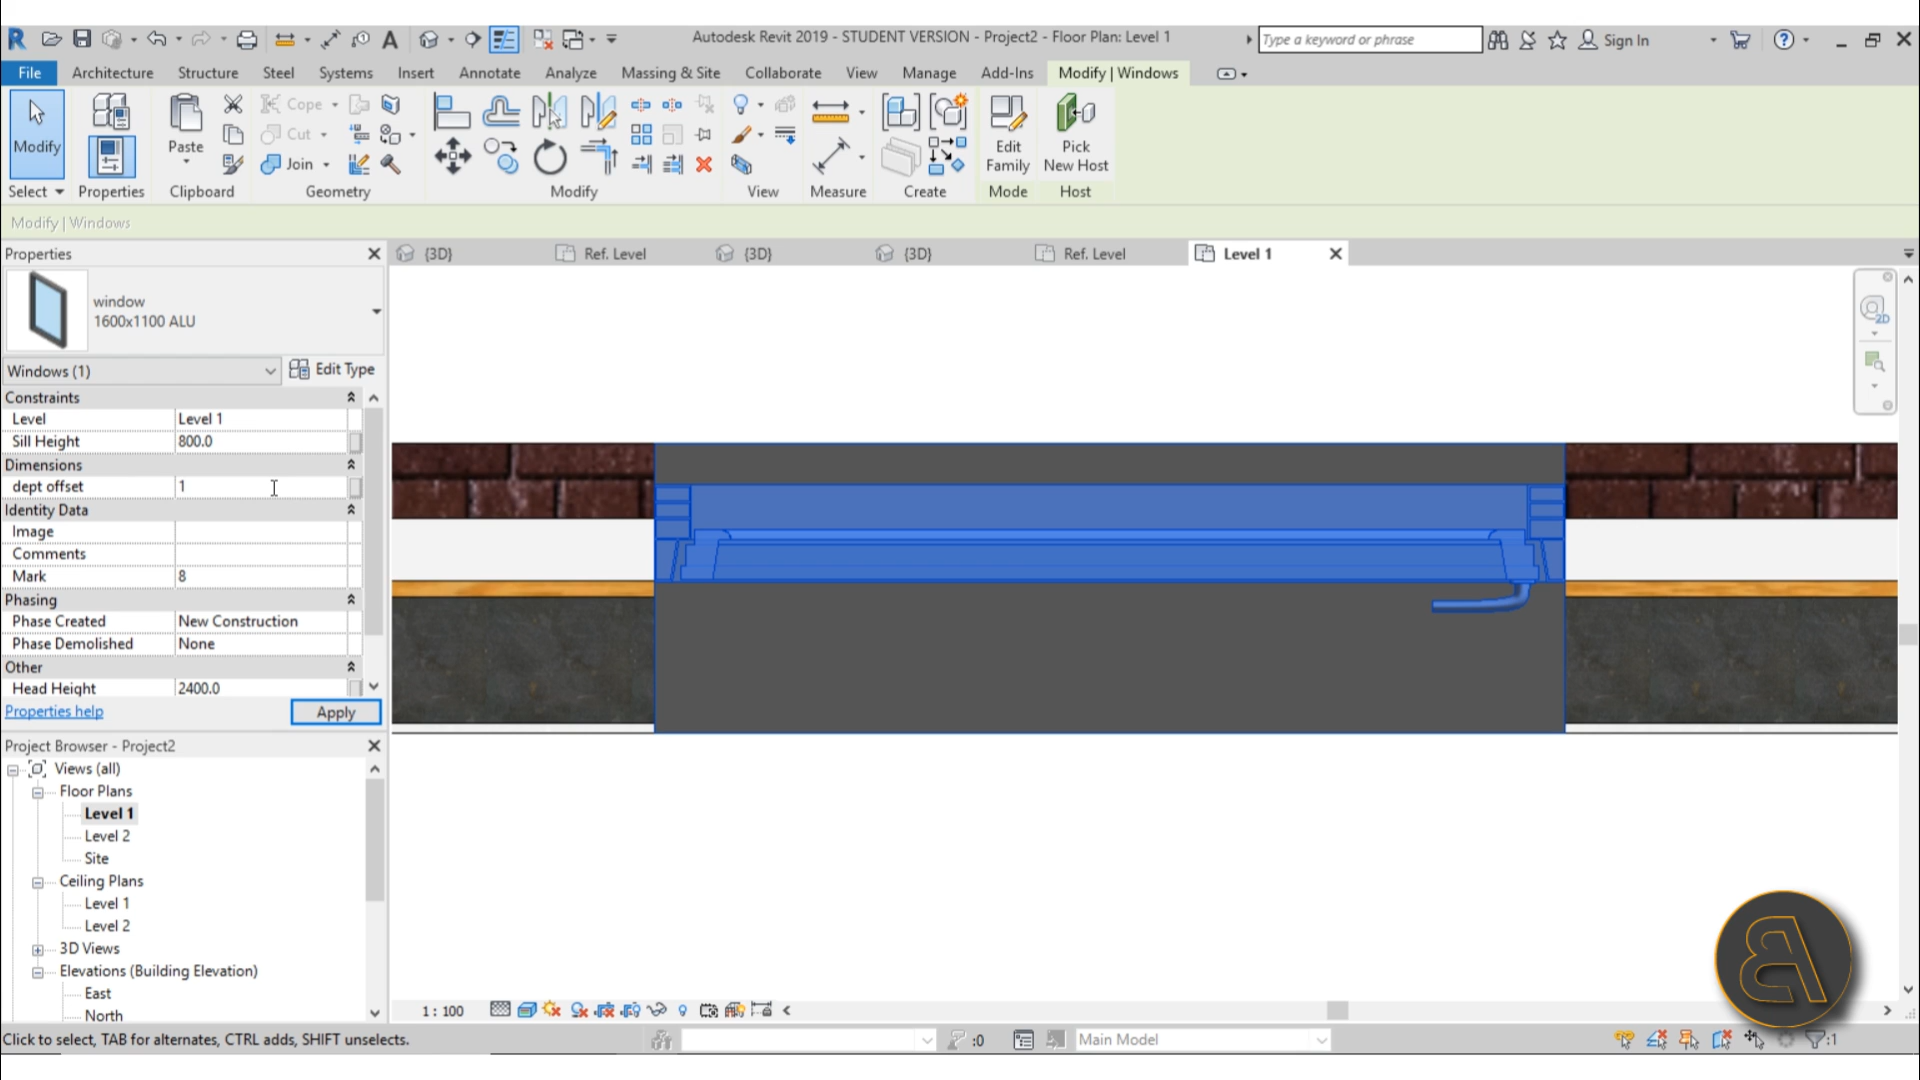 Autodesk Revit 2019 - STUDENT VERSION - Project2 - Floor Plan: Level 1
Type a keyword or phrase
Sign In
File Architecture Structure Steel Systems Insert Annotate Analyze Massing & Site Collaborate View Manage Add-Ins Modify | Windows
Modify
Paste
Cope
Cut
Join
Edit Family
Pick New Host
Select Properties Clipboard Geometry Modify View Measure Create Mode Host
Modify | Windows
Properties
{3D} Ref. Level {3D} {3D} Ref. Level Level 1
window
1600x1100 ALU
Windows (1) Edit Type
Constraints
Level Level 1
Sill Height 800.0
Dimensions
dept offset 1
Identity Data
Image
Comments
Mark 8
Phasing
Phase Created New Construction
Phase Demolished None
Other
Head Height 2400.0
Properties help Apply
Project Browser - Project2
Views (all)
Floor Plans
Level 1
Level 2
Site
Ceiling Plans
Level 1
Level 2
3D Views
Elevations (Building Elevation)
East
North
2D
1 : 100
Click to select, TAB for alternates, CTRL adds, SHIFT unselects.
:0
Main Model
:1